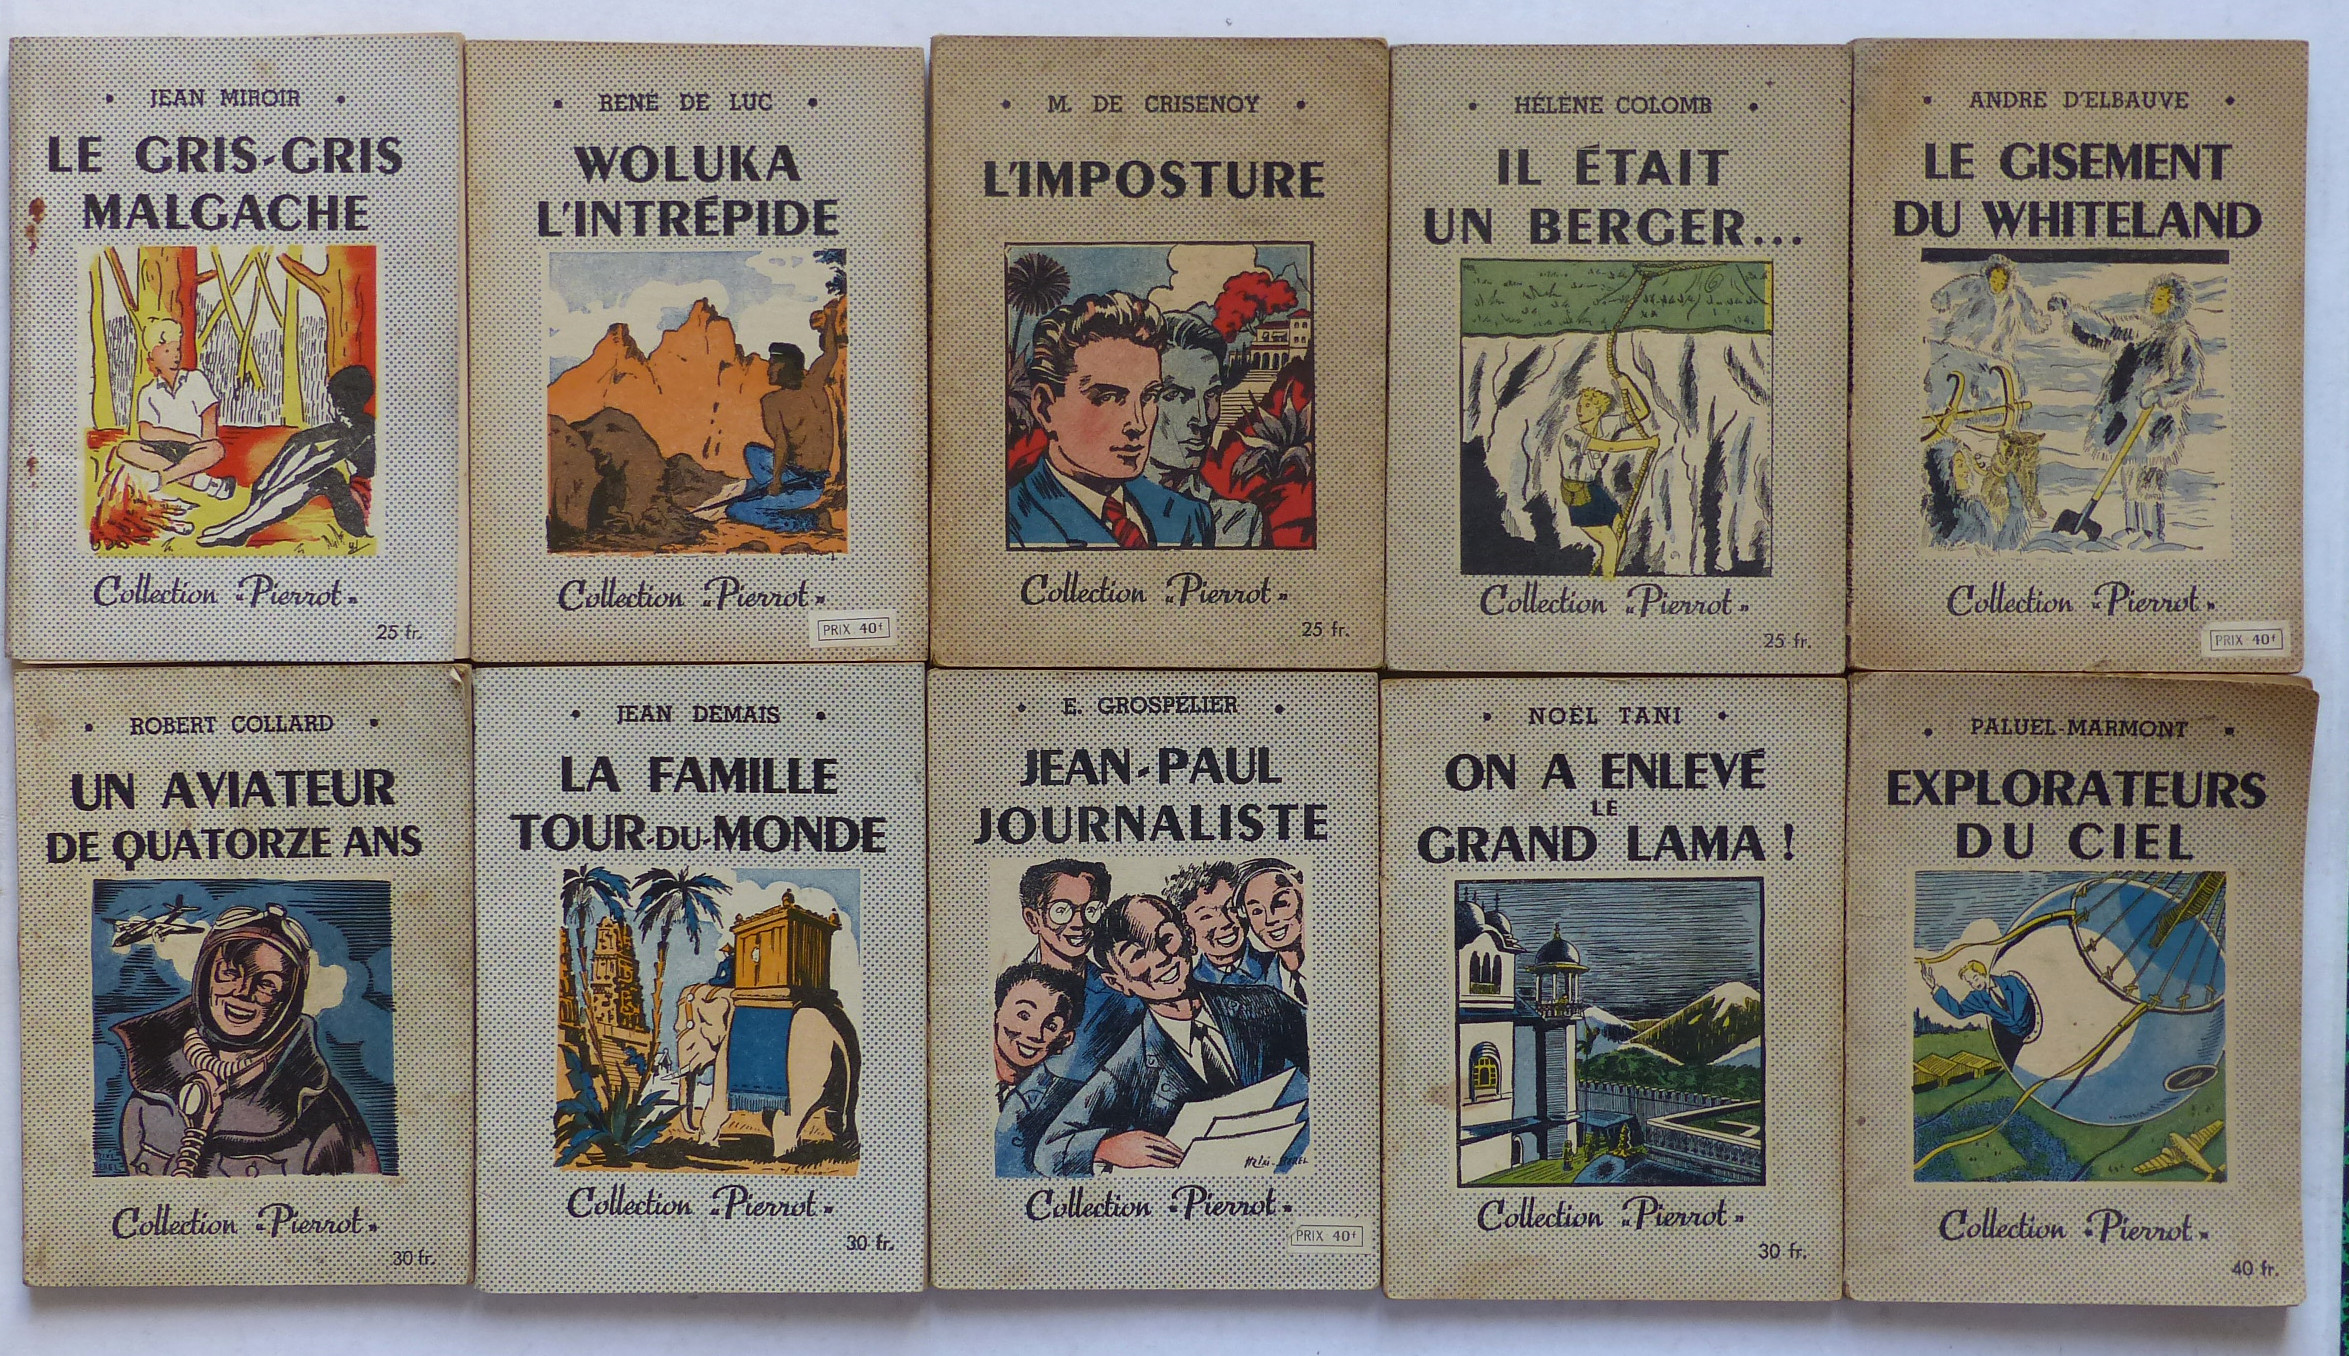 • JEAN MIROIR •
LE GRIS-GRIS
MALGACHE
Collection "Pierrot"
25 fr.
• RENÉ DE LUC •
WOLUKA
L'INTRÉPIDE
Collection "Pierrot"
PRIX 40f
• M. DE CRISENOY •
L'IMPOSTURE
Collection "Pierrot"
25 fr.
• HÉLÈNE COLOMB •
IL ÉTAIT
UN BERGER...
Collection "Pierrot"
25 fr.
• ANDRE D'ELBAUVE •
LE GISEMENT
DU WHITELAND
Collection "Pierrot"
PRIX 40f
• ROBERT COLLARD •
UN AVIATEUR
DE QUATORZE ANS
Collection "Pierrot"
30 fr.
• JEAN DEMAIS •
LA FAMILLE
TOUR-DU-MONDE
Collection "Pierrot"
30 fr.
• E. GROSPÉLIER •
JEAN-PAUL
JOURNALISTE
Collection "Pierrot"
PRIX 40f
• NOËL TANI •
ON A ENLEVÉ
LE
GRAND LAMA !
Collection "Pierrot"
30 fr.
• PALUEL-MARMONT •
EXPLORATEURS
DU CIEL
Collection "Pierrot"
40 fr.